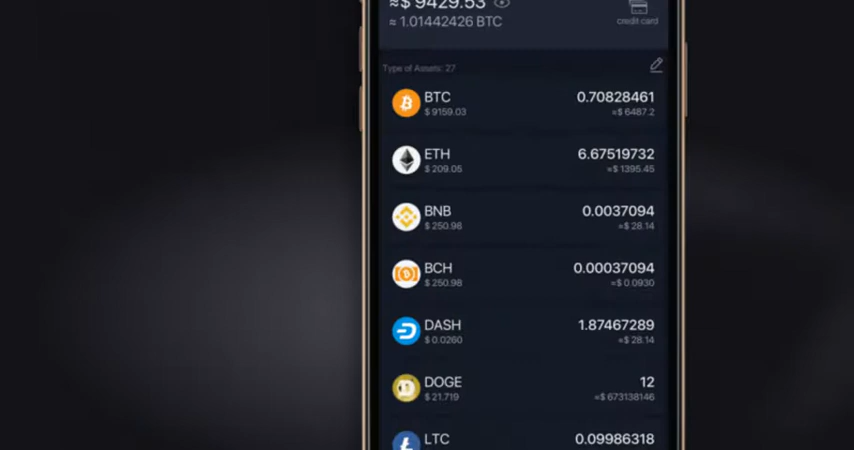 ≈$ 9429.53
≈ 1.01442426 BTC
credit card
Type of Assets: 27
BTC 0.70828461
$ 9159.03 ≈$ 6487.2
ETH 6.67519732
$ 209.05 ≈$ 1395.45
BNB 0.0037094
$ 250.98 ≈$ 28.14
BCH 0.00037094
$ 250.98 ≈$ 0.0930
DASH 1.87467289
$ 0.0260 ≈$ 28.14
DOGE 12
$ 21.719 ≈$ 673138146
LTC 0.09986318